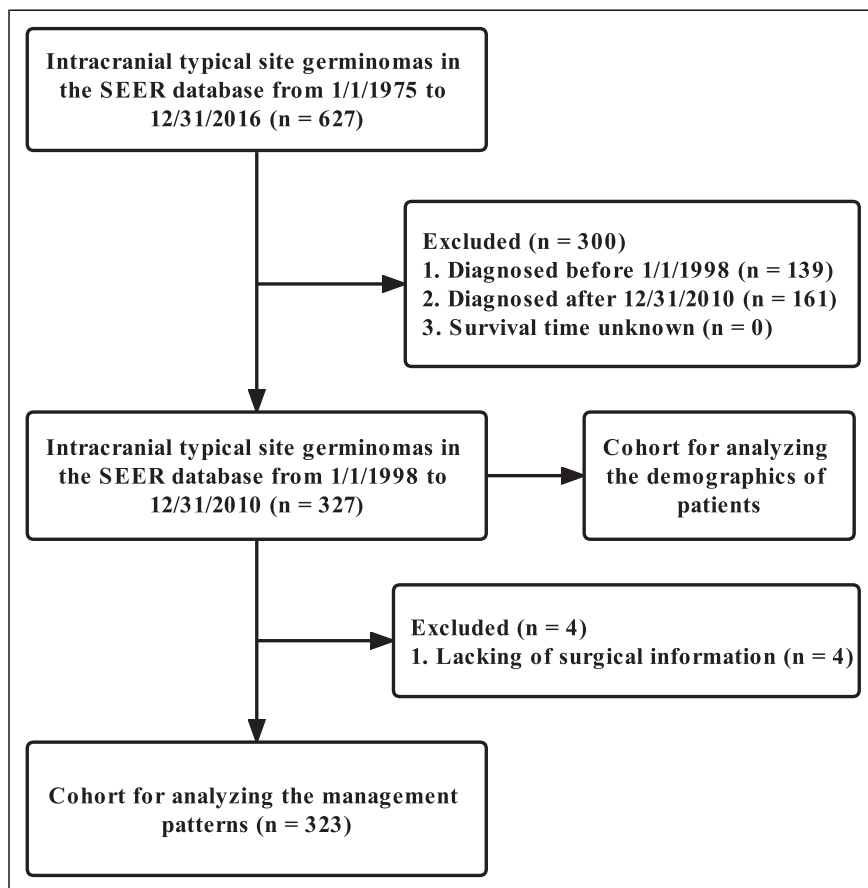 Intracranial typical site germinomas in
the SEER database from 1/1/1975 to
12/31/2016 (n = 627)
Excluded (n = 300)
1. Diagnosed before 1/1/1998 (n = 139)
2. Diagnosed after 12/31/2010 (n = 161)
3. Survival time unknown (n = 0)
Intracranial typical site germinomas in
the SEER database from 1/1/1998 to
12/31/2010 (n = 327)
Cohort for analyzing
the demographics of
patients
Excluded (n = 4)
1. Lacking of surgical information (n = 4)
Cohort for analyzing the management
patterns (n = 323)